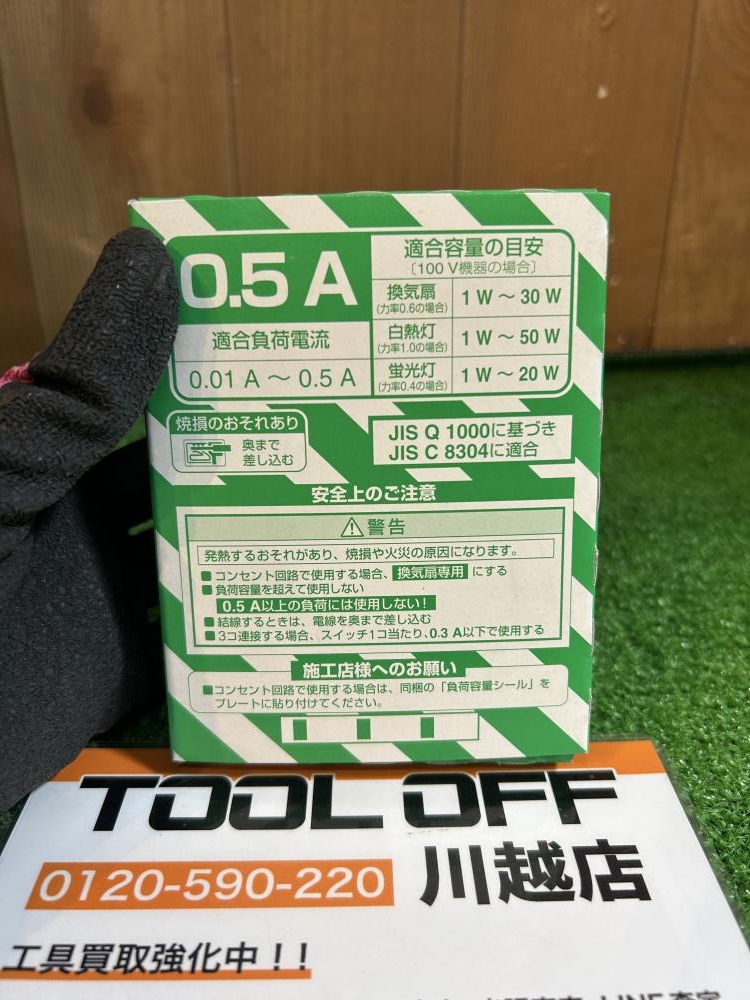 0.5 A
適合負荷電流
0.01 A ～ 0.5 A
適合容量の目安
〔100 V機器の場合〕
換気扇
(力率0.6の場合)
1 W ～ 30 W
白熱灯
(力率1.0の場合)
1 W ～ 50 W
蛍光灯
(力率0.4の場合)
1 W ～ 20 W
焼損のおそれあり
奥まで
差し込む
JIS Q 1000に基づき
JIS C 8304に適合
安全上のご注意
警告
発熱するおそれがあり、焼損や火災の原因になります。
■コンセント回路で使用する場合、換気扇専用にする
■負荷容量を超えて使用しない
0.5 A以上の負荷には使用しない！
■結線するときは、電線を奥まで差し込む
■3コ連接する場合、スイッチ1コ当たり、0.3 A以下で使用する
施工店様へのお願い
■コンセント回路で使用する場合は、同梱の「負荷容量シール」を
プレートに貼り付けてください。
TOOL OFF
0120-590-220 川越店
工具買取強化中！！